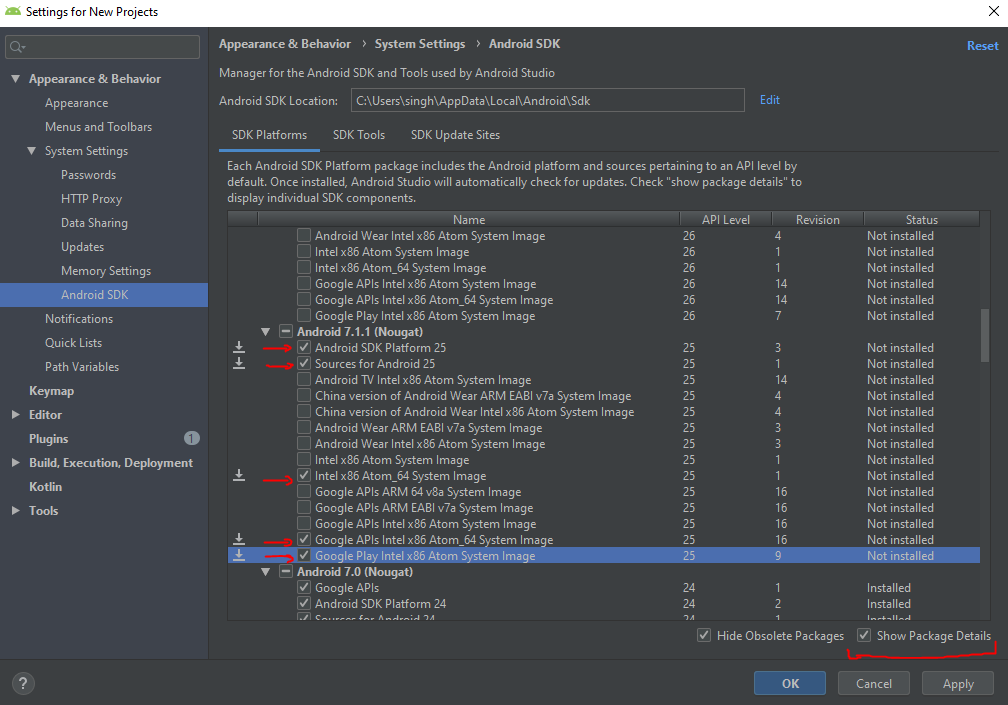 Settings for New Projects
Appearance & Behavior › System Settings › Android SDK
Reset
Manager for the Android SDK and Tools used by Android Studio
Android SDK Location: C:\Users\singh\AppData\Local\Android\Sdk Edit
SDK Platforms SDK Tools SDK Update Sites
Each Android SDK Platform package includes the Android platform and sources pertaining to an API level by
default. Once installed, Android Studio will automatically check for updates. Check "show package details" to
display individual SDK components.
Appearance & Behavior
Appearance
Menus and Toolbars
System Settings
Passwords
HTTP Proxy
Data Sharing
Updates
Memory Settings
Android SDK
Notifications
Quick Lists
Path Variables
Keymap
Editor
Plugins 1
Build, Execution, Deployment
Kotlin
Tools
Name API Level Revision Status
Android Wear Intel x86 Atom System Image 26 4 Not installed
Intel x86 Atom System Image 26 1 Not installed
Intel x86 Atom_64 System Image 26 1 Not installed
Google APIs Intel x86 Atom System Image 26 14 Not installed
Google APIs Intel x86 Atom_64 System Image 26 14 Not installed
Google Play Intel x86 Atom System Image 26 7 Not installed
Android 7.1.1 (Nougat)
Android SDK Platform 25 25 3 Not installed
Sources for Android 25 25 1 Not installed
Android TV Intel x86 Atom System Image 25 14 Not installed
China version of Android Wear ARM EABI v7a System Image 25 4 Not installed
China version of Android Wear Intel x86 Atom System Image 25 4 Not installed
Android Wear ARM EABI v7a System Image 25 3 Not installed
Android Wear Intel x86 Atom System Image 25 3 Not installed
Intel x86 Atom System Image 25 1 Not installed
Intel x86 Atom_64 System Image 25 1 Not installed
Google APIs ARM 64 v8a System Image 25 16 Not installed
Google APIs ARM EABI v7a System Image 25 16 Not installed
Google APIs Intel x86 Atom System Image 25 16 Not installed
Google APIs Intel x86 Atom_64 System Image 25 16 Not installed
Google Play Intel x86 Atom System Image 25 9 Not installed
Android 7.0 (Nougat)
Google APIs 24 1 Installed
Android SDK Platform 24 24 2 Installed
Sources for Android 24 24 1 Installed
Hide Obsolete Packages Show Package Details
? OK Cancel Apply